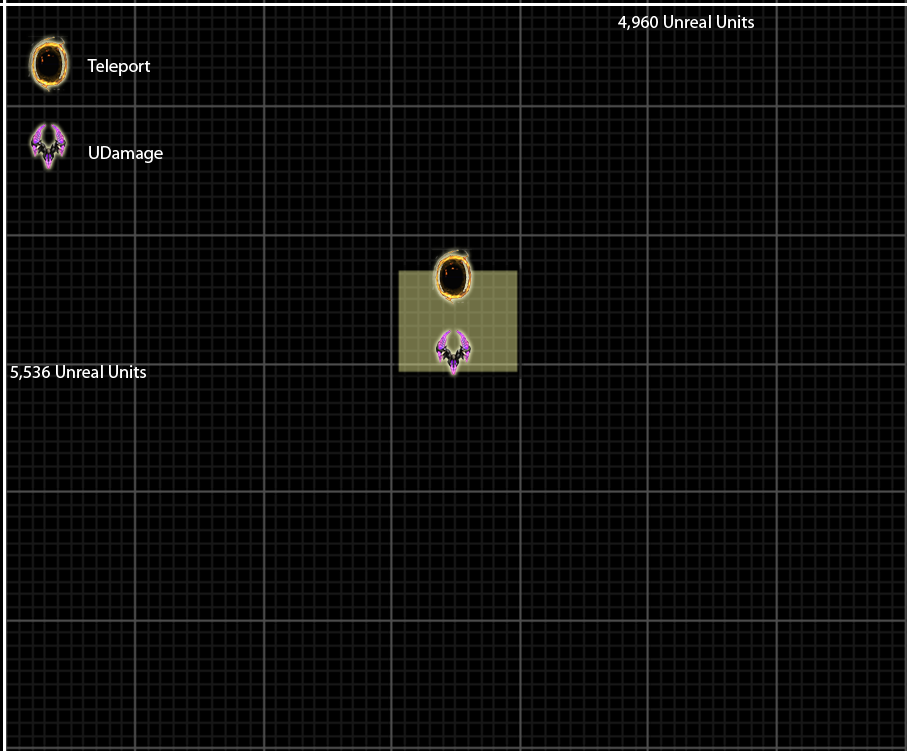 4,960 Unreal Units
Teleport
UDamage
5,536 Unreal Units